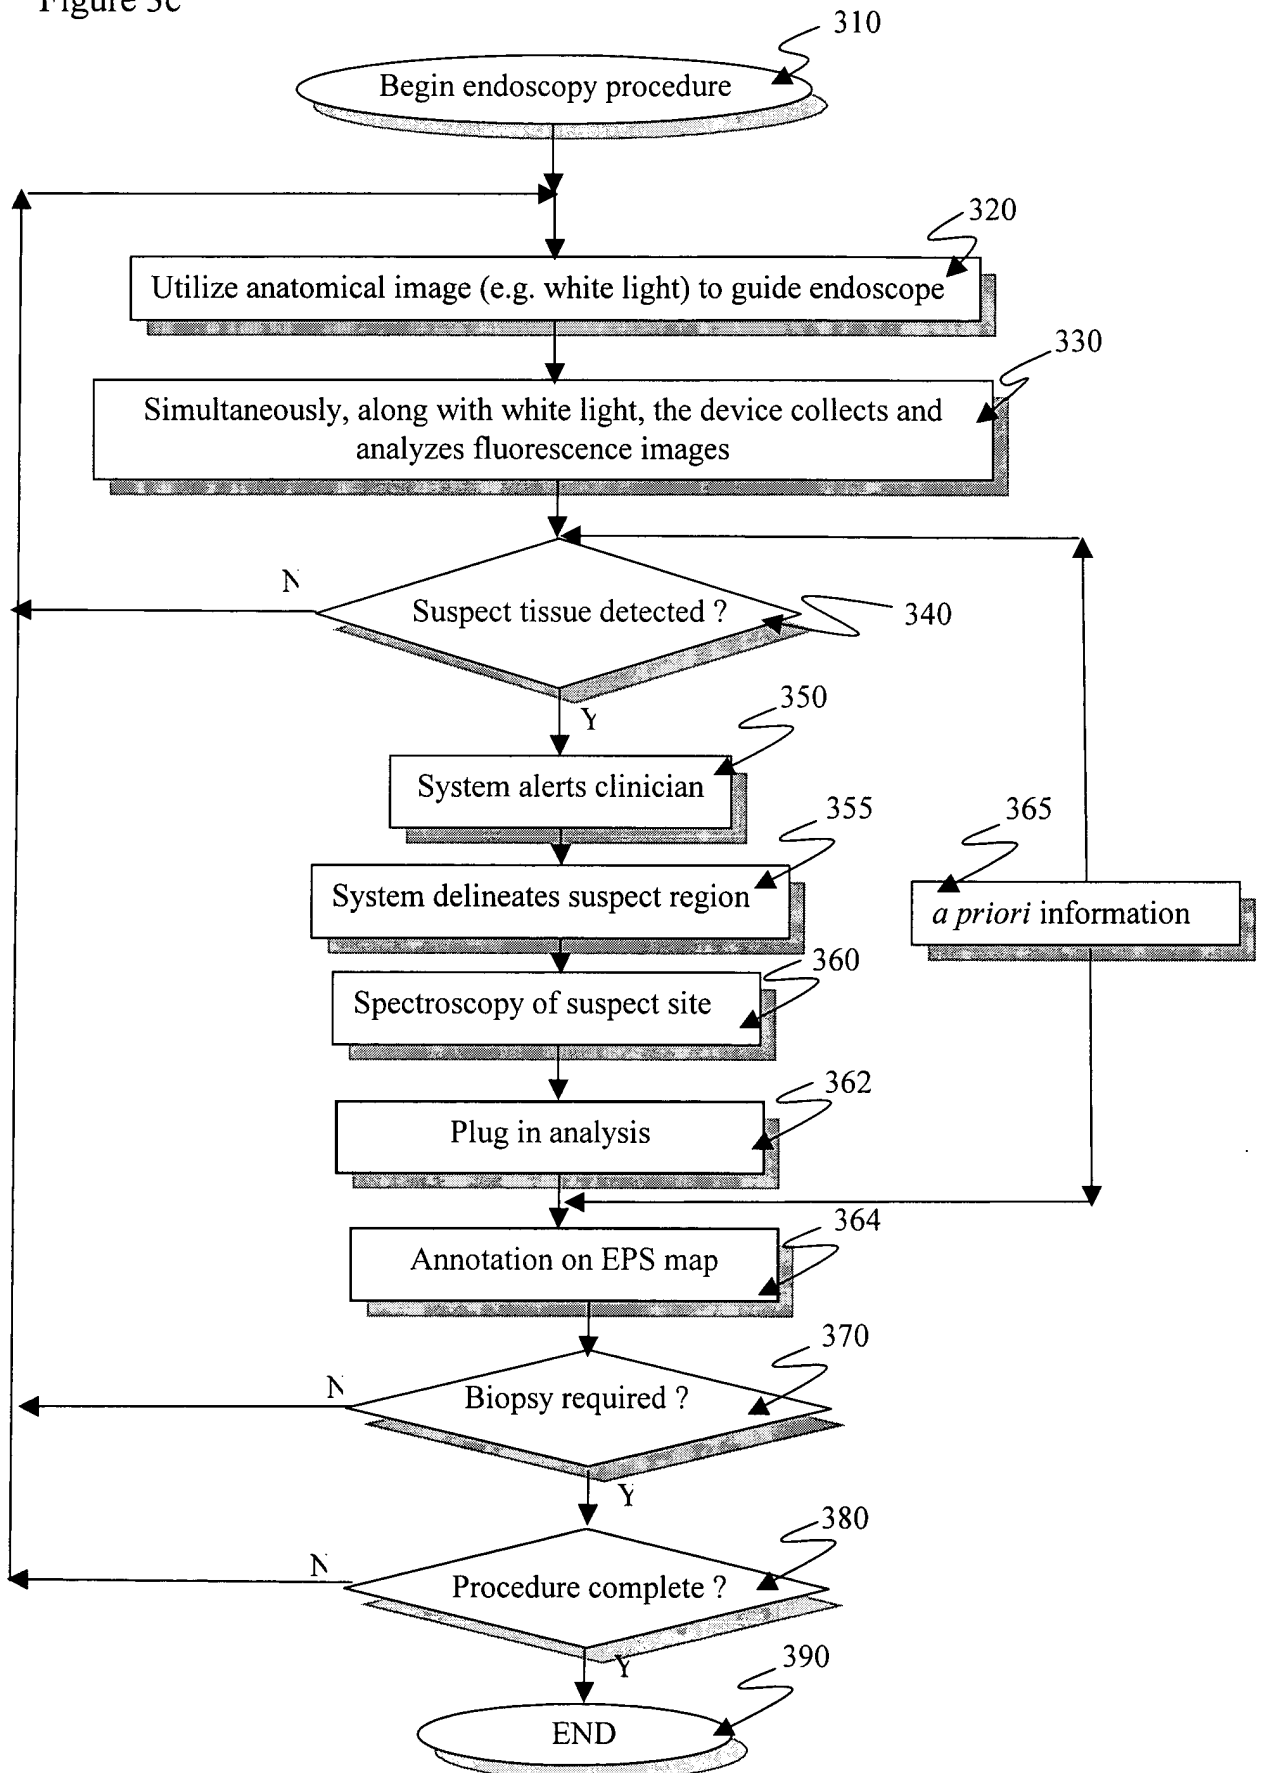 Figure 3c
310
Begin endoscopy procedure
320
Utilize anatomical image (e.g. white light) to guide endoscope
330
Simultaneously, along with white light, the device collects and
analyzes fluorescence images
N
Suspect tissue detected ?
340
Y
350
System alerts clinician
355
365
System delineates suspect region
a priori information
360
Spectroscopy of suspect site
362
Plug in analysis
364
Annotation on EPS map
370
N
Biopsy required ?
Y
380
N
Procedure complete ?
Y
390
END